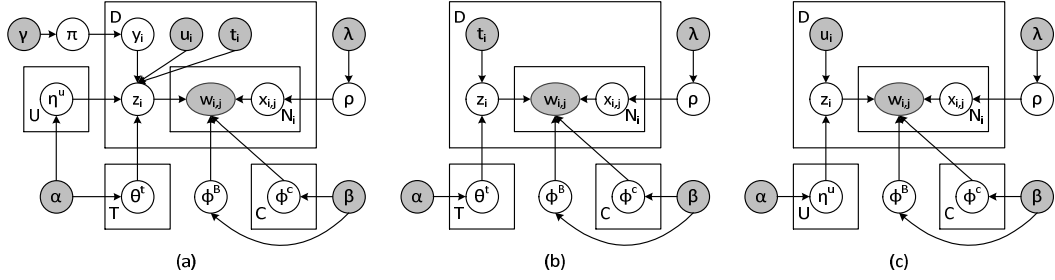 D
γ π yᵢ uᵢ tᵢ λ
ηᵘ zᵢ wᵢ,ⱼ xᵢ,ⱼ ρ
U Nᵢ
α θᵗ ϕᴮ ϕᶜ β
T C
(a)
D
tᵢ λ
zᵢ wᵢ,ⱼ xᵢ,ⱼ ρ
Nᵢ
α θᵗ ϕᴮ ϕᶜ β
T C
(b)
D
uᵢ λ
zᵢ wᵢ,ⱼ xᵢ,ⱼ ρ
Nᵢ
α ηᵘ ϕᴮ ϕᶜ β
U C
(c)